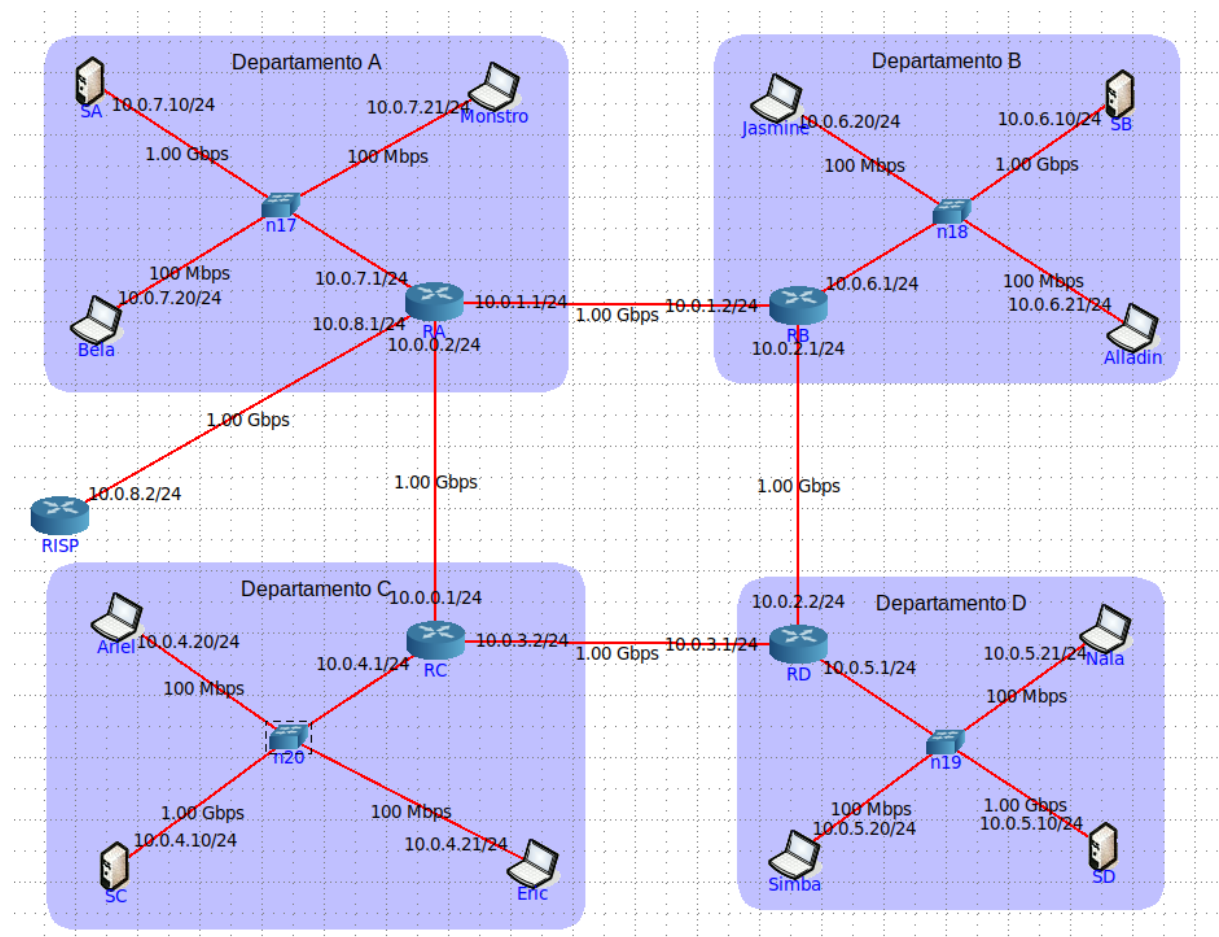 Departamento A
SA
10.0.7.10/24
10.0.7.21/24
Monstro
1.00 Gbps
100 Mbps
n17
100 Mbps
10.0.7.20/24
Bela
10.0.7.1/24
10.0.8.1/24
RA
10.0.0.2/24
10.0.1.1/24
1.00 Gbps
10.0.1.2/24
Departamento B
Jasmine
10.0.6.20/24
10.0.6.10/24
SB
100 Mbps
1.00 Gbps
n18
10.0.6.1/24
100 Mbps
10.0.6.21/24
Alladin
RB
10.0.2.1/24
1.00 Gbps
10.0.8.2/24
RISP
1.00 Gbps
1.00 Gbps
Departamento C
10.0.0.1/24
Ariel
10.0.4.20/24
10.0.4.1/24
RC
10.0.3.2/24
1.00 Gbps
10.0.3.1/24
100 Mbps
n20
1.00 Gbps
10.0.4.10/24
SC
100 Mbps
10.0.4.21/24
Eric
10.0.2.2/24
Departamento D
RD
10.0.5.1/24
10.0.5.21/24
Nala
100 Mbps
n19
100 Mbps
10.0.5.20/24
Simba
1.00 Gbps
10.0.5.10/24
SD